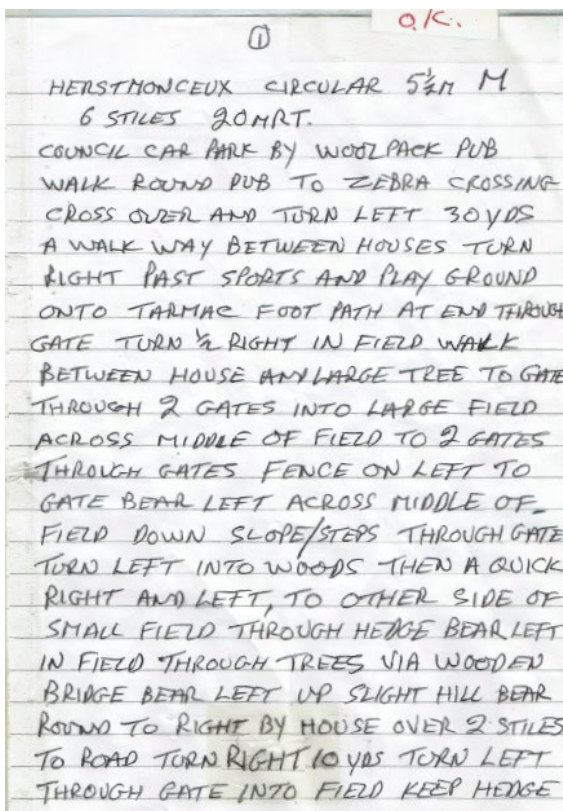 O.K.
1
HERSTMONCEUX CIRCULAR 5½M M
6 STILES 20MRT.
COUNCIL CAR PARK BY WOOLPACK PUB
WALK ROUND PUB TO ZEBRA CROSSING
CROSS OVER AND TURN LEFT 30YDS
A WALK WAY BETWEEN HOUSES TURN
RIGHT PAST SPORTS AND PLAY GROUND
ONTO TARMAC FOOT PATH AT END THROUGH
GATE TURN ½ RIGHT IN FIELD WALK
BETWEEN HOUSE ANY LARGE TREE TO GATE
THROUGH 2 GATES INTO LARGE FIELD
ACROSS MIDDLE OF FIELD TO 2 GATES
THROUGH GATES FENCE ON LEFT TO
GATE BEAR LEFT ACROSS MIDDLE OF
FIELD DOWN SLOPE/STEPS THROUGH GATE
TURN LEFT INTO WOODS THEN A QUICK
RIGHT AND LEFT, TO OTHER SIDE OF
SMALL FIELD THROUGH HEDGE BEAR LEFT
IN FIELD THROUGH TREES VIA WOODEN
BRIDGE BEAR LEFT UP SLIGHT HILL BEAR
ROUND TO RIGHT BY HOUSE OVER 2 STILES
TO ROAD TURN RIGHT 10 YDS TURN LEFT
THROUGH GATE INTO FIELD KEEP HEDGE